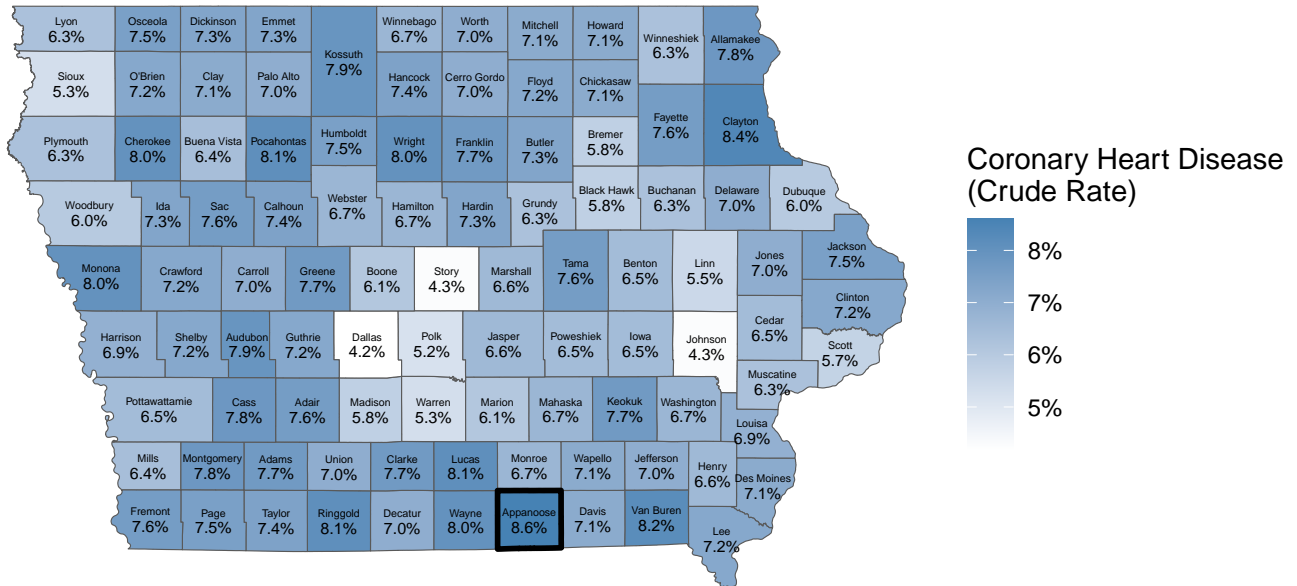 Lyon Osceola Dickinson Emmet Winnebago Worth Mitchell Howard Winneshiek Allamakee
6.3% 7.5% 7.3% 7.3% 6.7% 7.0% 7.1% 7.1% 6.3% 7.8%
Kossuth
7.9%
Sioux O'Brien Clay Palo Alto Hancock Cerro Gordo Floyd Chickasaw
5.3% 7.2% 7.1% 7.0% 7.4% 7.0% 7.2% 7.1%
Fayette Clayton
7.6% 8.4%
Plymouth Cherokee Buena Vista Pocahontas Humboldt Wright Franklin Butler Bremer
6.3% 8.0% 6.4% 8.1% 7.5% 8.0% 7.7% 7.3% 5.8%
Coronary Heart Disease
(Crude Rate)
Woodbury Ida Sac Calhoun Webster Hamilton Hardin Grundy Black Hawk Buchanan Delaware Dubuque
6.0% 7.3% 7.6% 7.4% 6.7% 6.7% 7.3% 6.3% 5.8% 6.3% 7.0% 6.0%
8%
7%
6%
5%
Monona Crawford Carroll Greene Boone Story Marshall Tama Benton Linn Jones Jackson
8.0% 7.2% 7.0% 7.7% 6.1% 4.3% 6.6% 7.6% 6.5% 5.5% 7.0% 7.5%
Clinton
7.2%
Harrison Shelby Audubon Guthrie Dallas Polk Jasper Poweshiek Iowa Johnson Cedar Scott
6.9% 7.2% 7.9% 7.2% 4.2% 5.2% 6.6% 6.5% 6.5% 4.3% 6.5% 5.7%
Muscatine
6.3%
Pottawattamie Cass Adair Madison Warren Marion Mahaska Keokuk Washington
6.5% 7.8% 7.6% 5.8% 5.3% 6.1% 6.7% 7.7% 6.7%
Louisa
6.9%
Mills Montgomery Adams Union Clarke Lucas Monroe Wapello Jefferson Henry Des Moines
6.4% 7.8% 7.7% 7.0% 7.7% 8.1% 6.7% 7.1% 7.0% 6.6% 7.1%
Fremont Page Taylor Ringgold Decatur Wayne Appanoose Davis Van Buren Lee
7.6% 7.5% 7.4% 8.1% 7.0% 8.0% 8.6% 7.1% 8.2% 7.2%